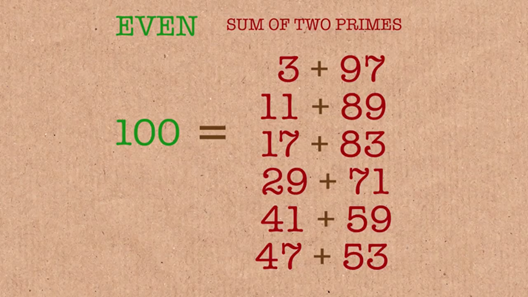 EVEN SUM OF TWO PRIMES
100 = 
3 + 97
11 + 89
17 + 83
29 + 71
41 + 59
47 + 53